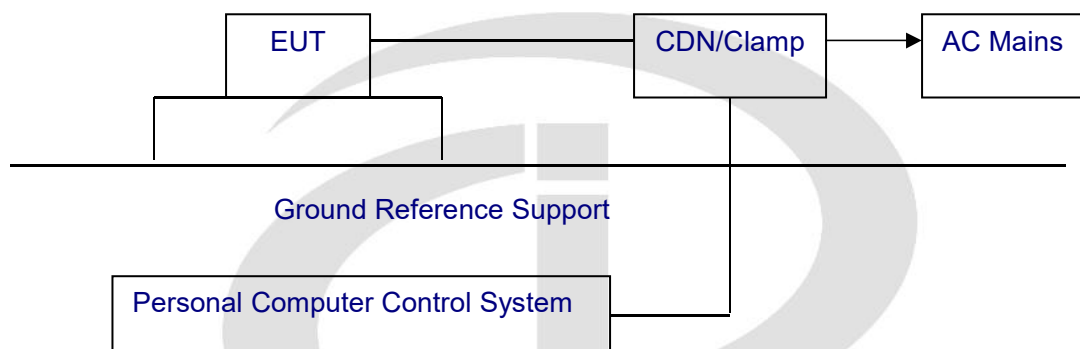 EUT
CDN/Clamp
AC Mains
Ground Reference Support
Personal Computer Control System